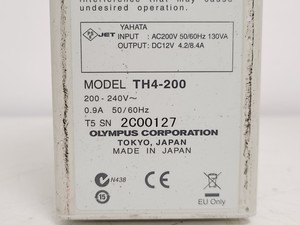 interference that may cause
undesired operation.
YAHATA
PS E JET INPUT : AC200V 50/60Hz 130VA
OUTPUT: DC12V 4.2/8.4A
MODEL TH4-200
200-240V~
0.9A 50/60Hz
T5 SN 2C00127
OLYMPUS CORPORATION
TOKYO, JAPAN
MADE IN JAPAN
N438
15
EU Only